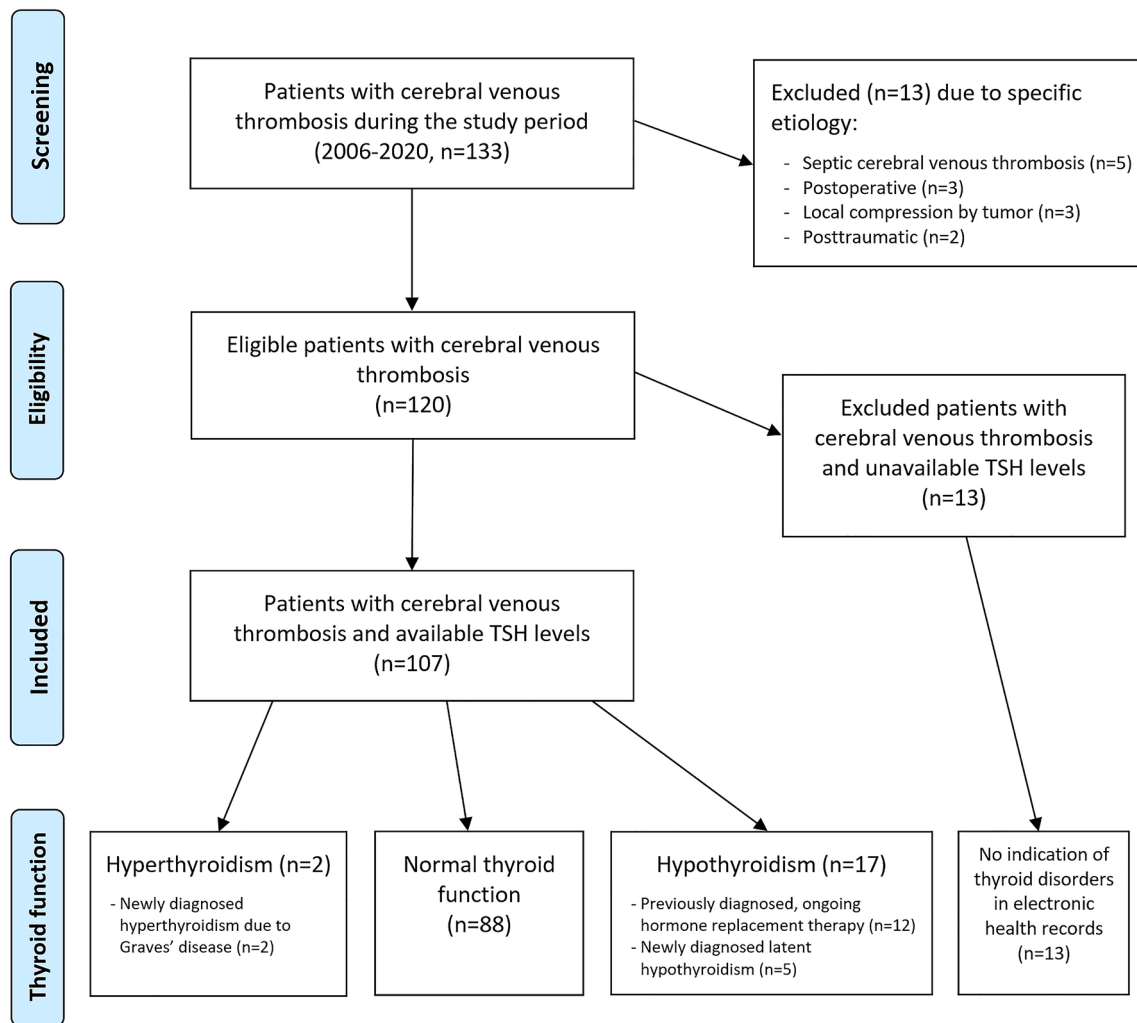 Screening
Patients with cerebral venous
thrombosis during the study period
(2006-2020, n=133)
Excluded (n=13) due to specific
etiology:
- Septic cerebral venous thrombosis (n=5)
- Postoperative (n=3)
- Local compression by tumor (n=3)
- Posttraumatic (n=2)
Eligibility
Eligible patients with cerebral venous
thrombosis
(n=120)
Excluded patients with
cerebral venous thrombosis
and unavailable TSH levels
(n=13)
Included
Patients with cerebral venous
thrombosis and available TSH levels
(n=107)
Thyroid function
Hyperthyroidism (n=2)
- Newly diagnosed
hyperthyroidism due to
Graves’ disease (n=2)
Normal thyroid
function
(n=88)
Hypothyroidism (n=17)
- Previously diagnosed, ongoing
hormone replacement therapy (n=12)
- Newly diagnosed latent
hypothyroidism (n=5)
No indication of
thyroid disorders
in electronic
health records
(n=13)